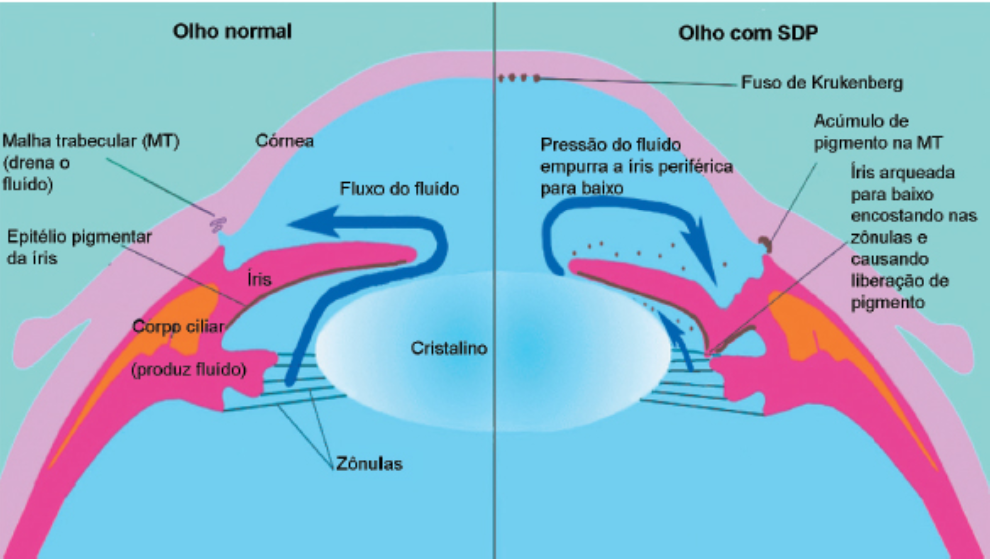 Olho normal
Olho com SDP
Fuso de Krukenberg
Malha trabecular (MT)
(drena o
fluído)
Córnea
Fluxo do fluído
Epitélio pigmentar
da íris
Íris
Corpo ciliar
(produz fluído)
Cristalino
Zônulas
Pressão do fluído
empurra a íris periférica
para baixo
Acúmulo de
pigmento na MT
Íris arqueada
para baixo
encostando nas
zônulas e
causando
liberação de
pigmento